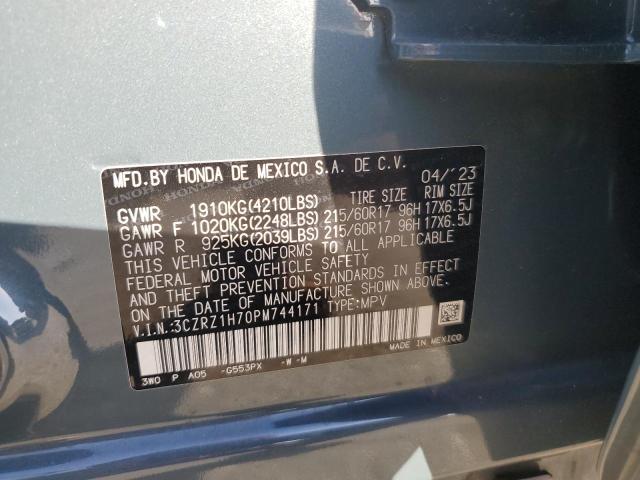 MFD.BY HONDA DE MEXICO S.A. DE C.V. 04/'23
TIRE SIZE RIM SIZE
GVWR 1910KG(4210LBS)
GAWR F 1020KG(2248LBS) 215/60R17 96H 17X6.5J
GAWR R 925KG(2039LBS) 215/60R17 96H 17X6.5J
THIS VEHICLE CONFORMS TO ALL APPLICABLE
FEDERAL MOTOR VEHICLE SAFETY
AND THEFT PREVENTION STANDARDS IN EFFECT
ON THE DATE OF MANUFACTURE SHOWN ABOVE.
V.I.N.:3CZRZ1H70PM744171 TYPE:MPV
3W0 P A05 -G553PX -W -M
MADE IN MEXICO